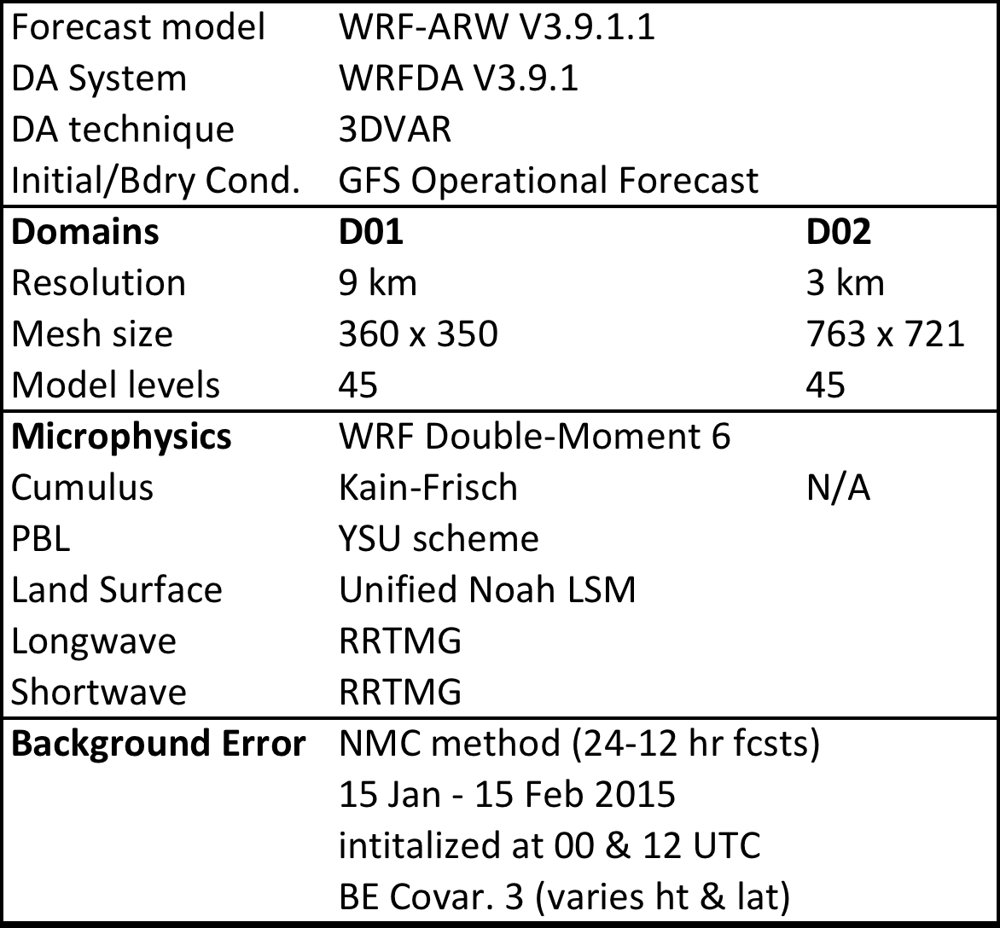 Forecast model WRF-ARW V3.9.1.1
DA System WRFDA V3.9.1
DA technique 3DVAR
Initial/Bdry Cond. GFS Operational Forecast
Domains D01 D02
Resolution 9 km 3 km
Mesh size 360 x 350 763 x 721
Model levels 45 45
Microphysics WRF Double-Moment 6
Cumulus Kain-Frisch N/A
PBL YSU scheme
Land Surface Unified Noah LSM
Longwave RRTMG
Shortwave RRTMG
Background Error NMC method (24-12 hr fcsts)
15 Jan - 15 Feb 2015
intitalized at 00 & 12 UTC
BE Covar. 3 (varies ht & lat)